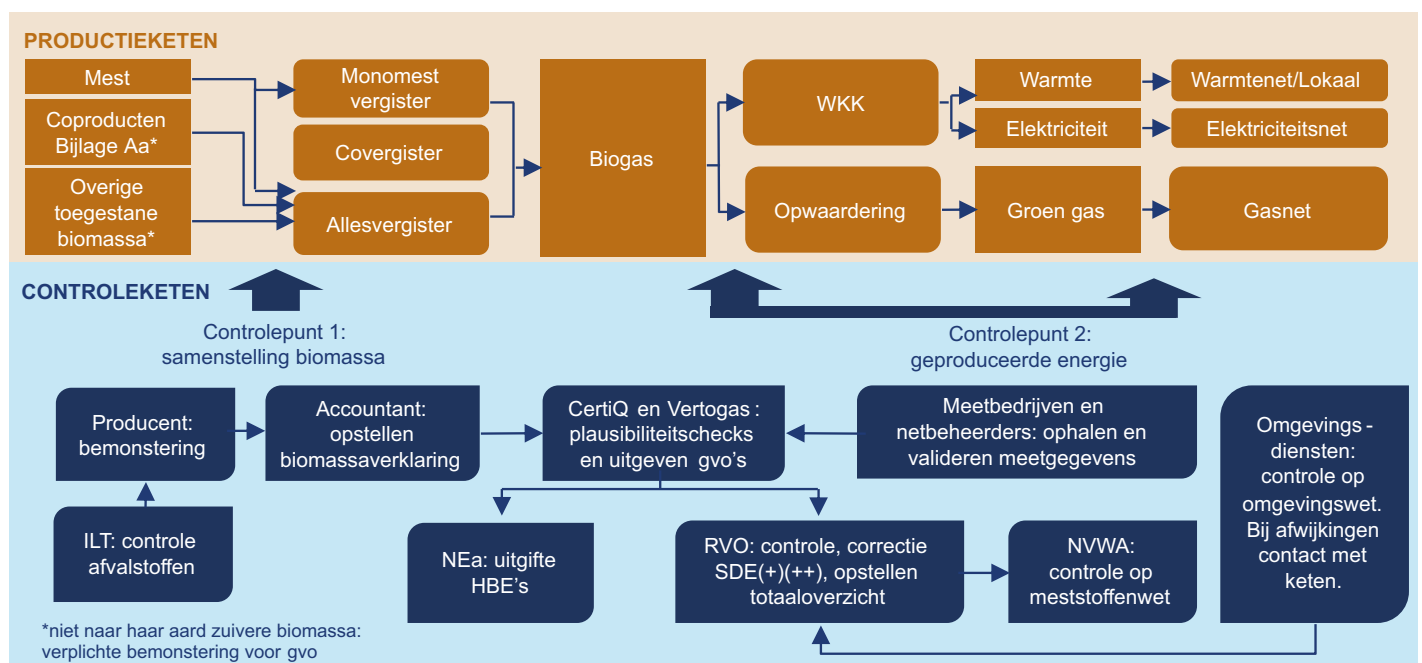 PRODUCTIEKETEN
Mest
Coproducten
Bijlage Aa*
Overige
toegestane
biomassa*
Monomest
vergister
Covergister
Allesvergister
Biogas
WKK
Opwaardering
Warmte
Elektriciteit
Groen gas
Warmtenet/Lokaal
Elektriciteitsnet
Gasnet
CONTROLEKETEN
Controlepunt 1:
samenstelling biomassa
Controlepunt 2:
geproduceerde energie
Producent:
bemonstering
Accountant:
opstellen
biomassaverklaring
CertiQ en Vertogas :
plausibiliteitschecks
en uitgeven gvo's
Meetbedrijven en
netbeheerders: ophalen en
valideren meetgegevens
Omgevings -
diensten:
controle op
omgevingswet.
Bij afwijkingen
contact met
keten.
ILT: controle
afvalstoffen
NEa: uitgifte
HBE's
RVO: controle, correctie
SDE(+)(++), opstellen
totaaloverzicht
NVWA:
controle op
meststoffenwet
*niet naar haar aard zuivere biomassa:
verplichte bemonstering voor gvo